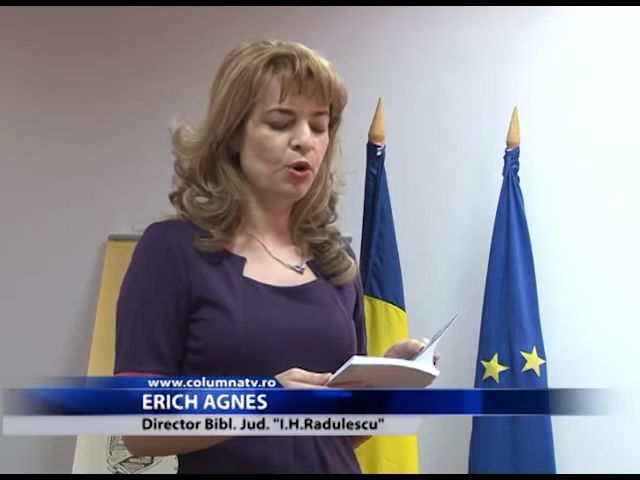 www.columnatv.ro
ERICH AGNES
Director Bibl. Jud. "I.H.Radulescu"